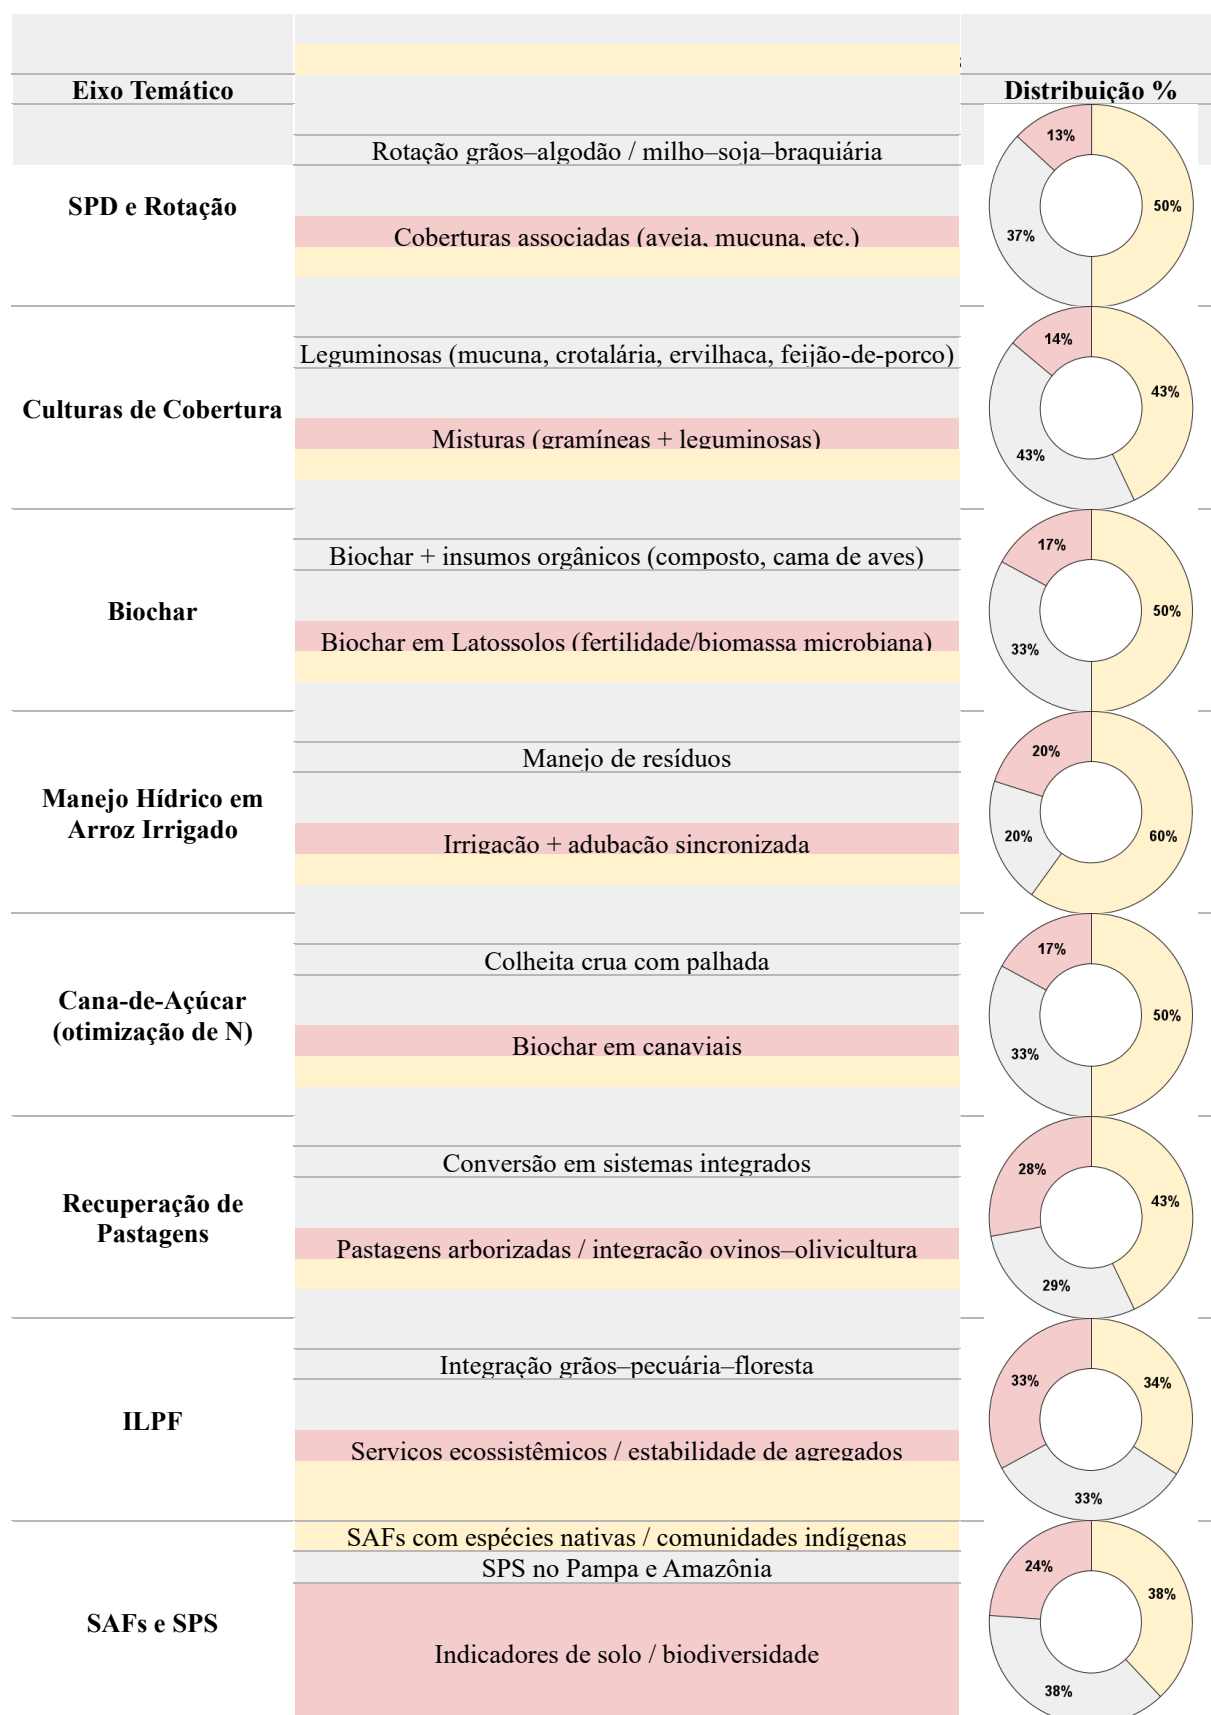 Eixo Temático
Distribuição %
Rotação grãos–algodão / milho–soja–braquiária
SPD e Rotação
Coberturas associadas (aveia, mucuna, etc.)
13%
50%
37%
Leguminosas (mucuna, crotalária, ervilhaca, feijão-de-porco)
Culturas de Cobertura
Misturas (gramíneas + leguminosas)
14%
43%
43%
Biochar + insumos orgânicos (composto, cama de aves)
Biochar
Biochar em Latossolos (fertilidade/biomassa microbiana)
17%
50%
33%
Manejo de resíduos
Manejo Hídrico em
Arroz Irrigado
Irrigação + adubação sincronizada
20%
20%
60%
Colheita crua com palhada
Cana-de-Açúcar
(otimização de N)
Biochar em canaviais
17%
50%
33%
Conversão em sistemas integrados
Recuperação de
Pastagens
Pastagens arborizadas / integração ovinos–olivicultura
28%
43%
29%
Integração grãos–pecuária–floresta
ILPF
Serviços ecossistêmicos / estabilidade de agregados
33%
34%
33%
SAFs com espécies nativas / comunidades indígenas
SPS no Pampa e Amazônia
SAFs e SPS
Indicadores de solo / biodiversidade
24%
38%
38%